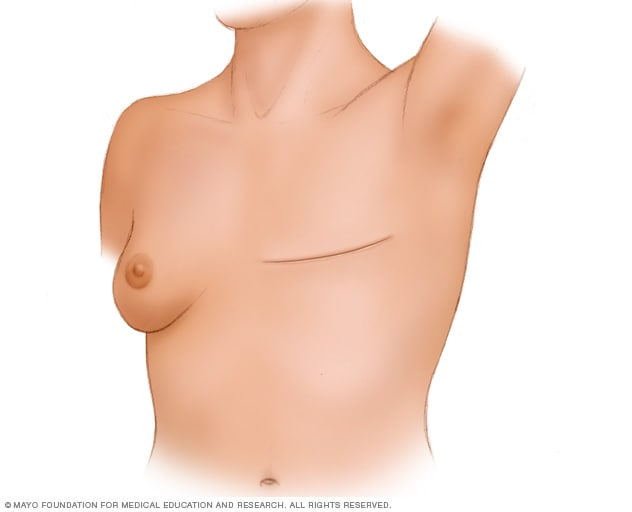 © MAYO FOUNDATION FOR MEDICAL EDUCATION AND RESEARCH. ALL RIGHTS RESERVED.